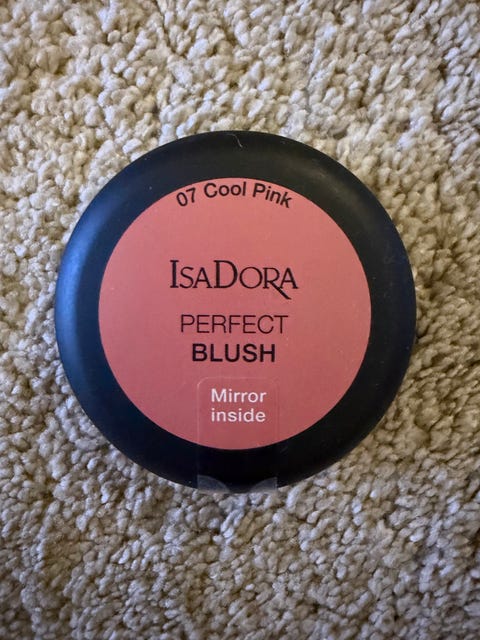 07 Cool Pink
ISADORA
PERFECT
BLUSH
Mirror
inside